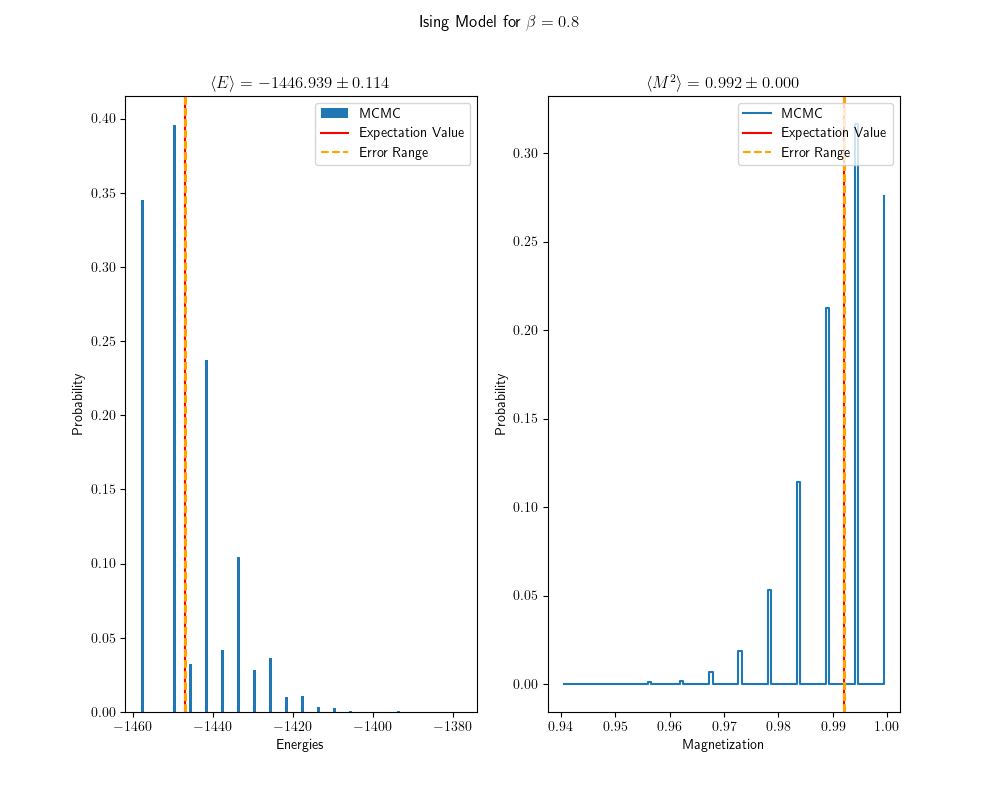 Ising Model for β = 0.8
⟨E⟩ = −1446.939 ± 0.114
0.40
0.35
0.30
0.25
0.20
0.15
0.10
0.05
0.00
Probability
MCMC
Expectation Value
Error Range
−1460
−1440
−1420
−1400
−1380
Energies
⟨M²⟩ = 0.992 ± 0.000
0.30
0.25
0.20
0.15
0.10
0.05
0.00
Probability
MCMC
Expectation Value
Error Range
0.94
0.95
0.96
0.97
0.98
0.99
1.00
Magnetization